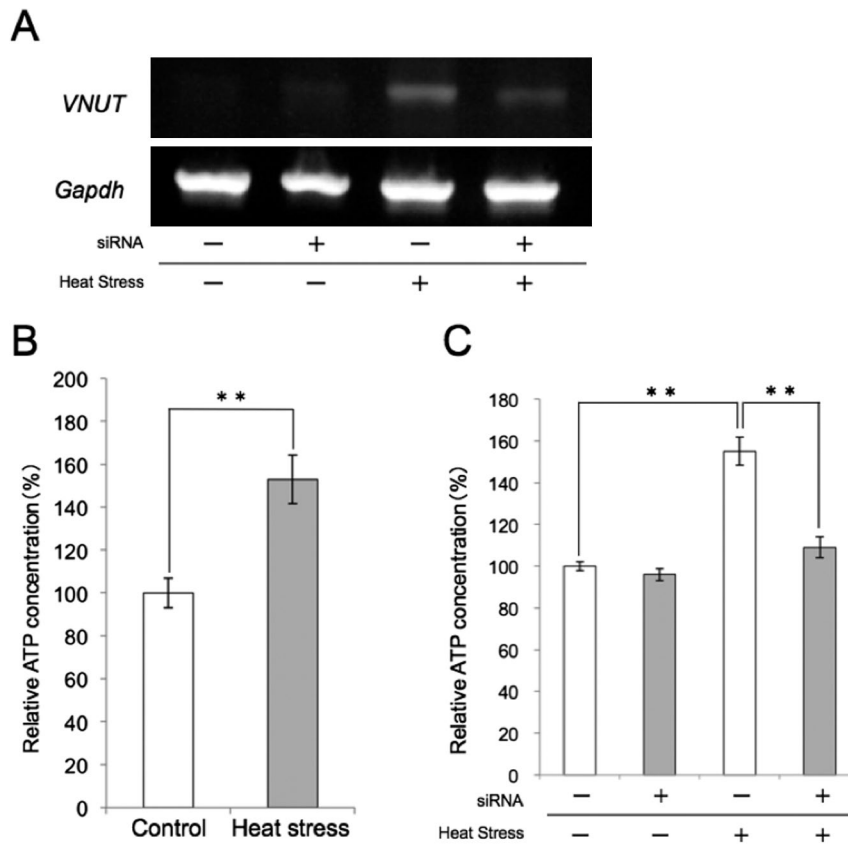 A
VNUT
Gapdh
siRNA − + − +
Heat Stress − − + +
B
Relative ATP concentration (%)
200
180
160
140
120
100
80
60
40
20
0
* *
Control Heat stress
C
Relative ATP concentration (%)
180
160
140
120
100
80
60
40
20
0
* * * *
siRNA − + − +
Heat Stress − − + +